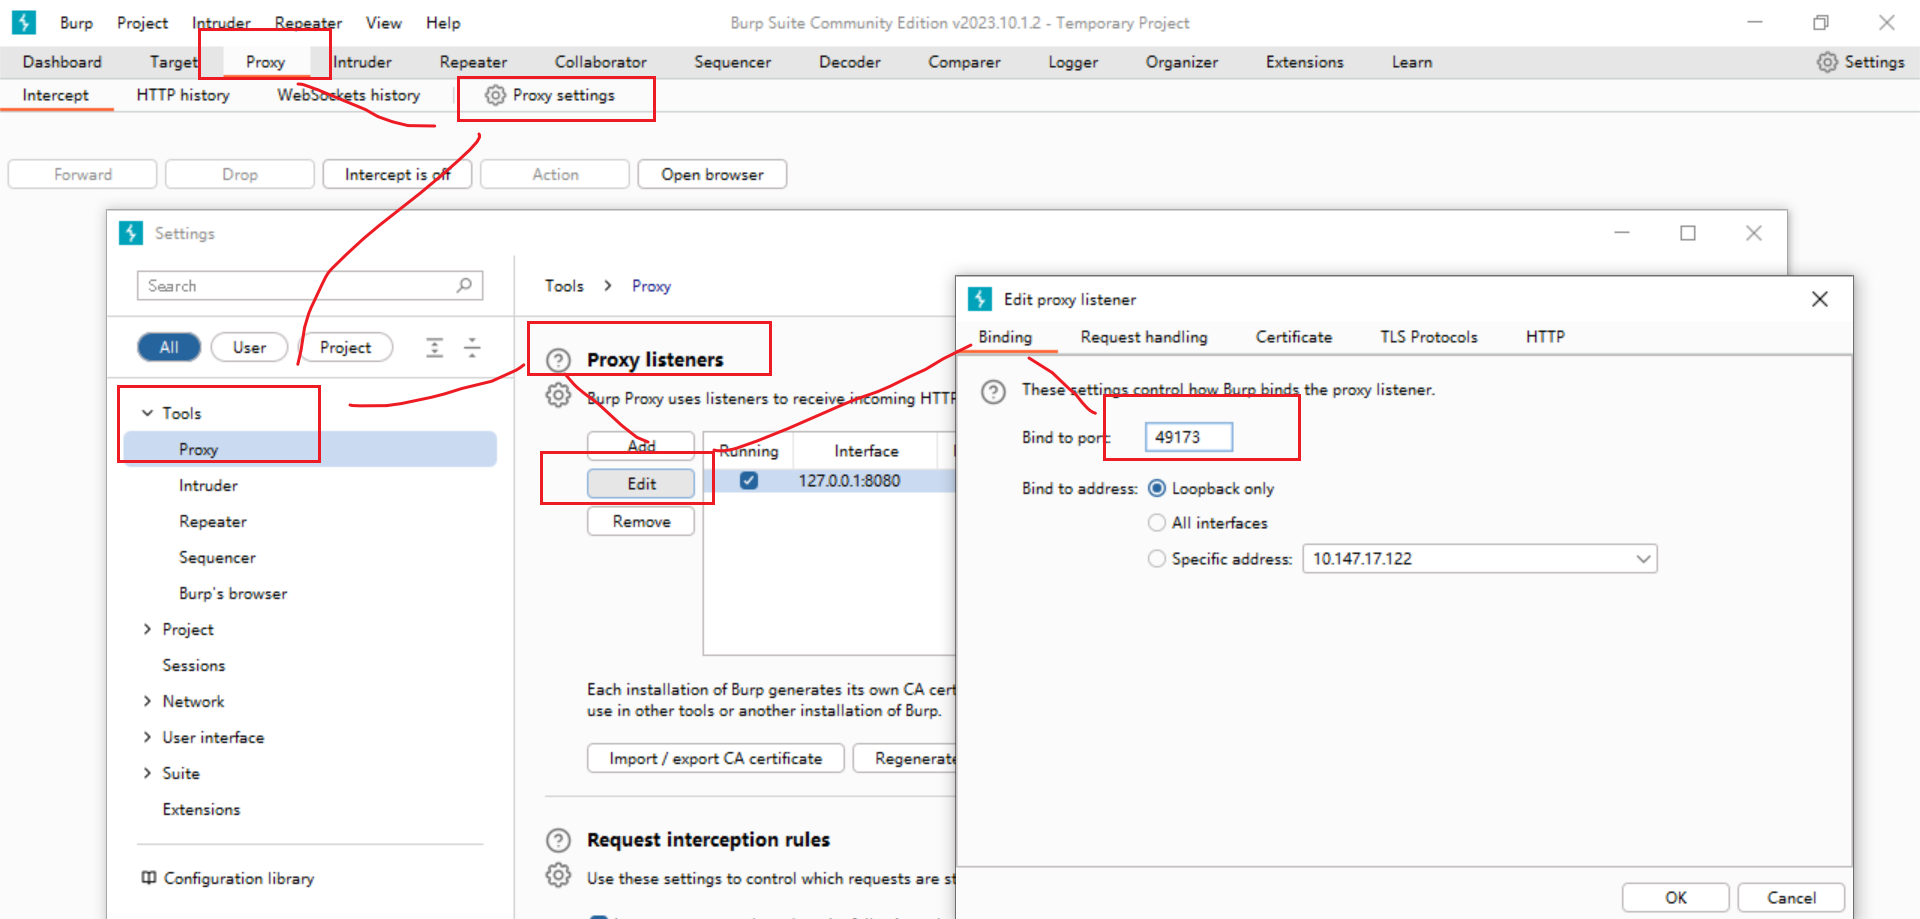 Burp Project Intruder Repeater View Help
Burp Suite Community Edition v2023.10.1.2 - Temporary Project
Dashboard Target Proxy Intruder Repeater Collaborator Sequencer Decoder Comparer Logger Organizer Extensions Learn Settings
Intercept HTTP history WebSockets history Proxy settings
Forward Drop Intercept is off Action Open browser
Settings
Search
All User Project
Tools
Proxy
Intruder
Repeater
Sequencer
Burp's browser
Project
Sessions
Network
User interface
Suite
Extensions
Configuration library
Tools > Proxy
Proxy listeners
Burp Proxy uses listeners to receive incoming HTTP
Add
Edit
Remove
Running Interface
127.0.0.1:8080
Each installation of Burp generates its own CA cert
use in other tools or another installation of Burp.
Import / export CA certificate Regenerate
Request interception rules
Use these settings to control which requests are st
Edit proxy listener
Binding Request handling Certificate TLS Protocols HTTP
These settings control how Burp binds the proxy listener.
Bind to port: 49173
Bind to address: Loopback only
All interfaces
Specific address: 10.147.17.122
OK Cancel